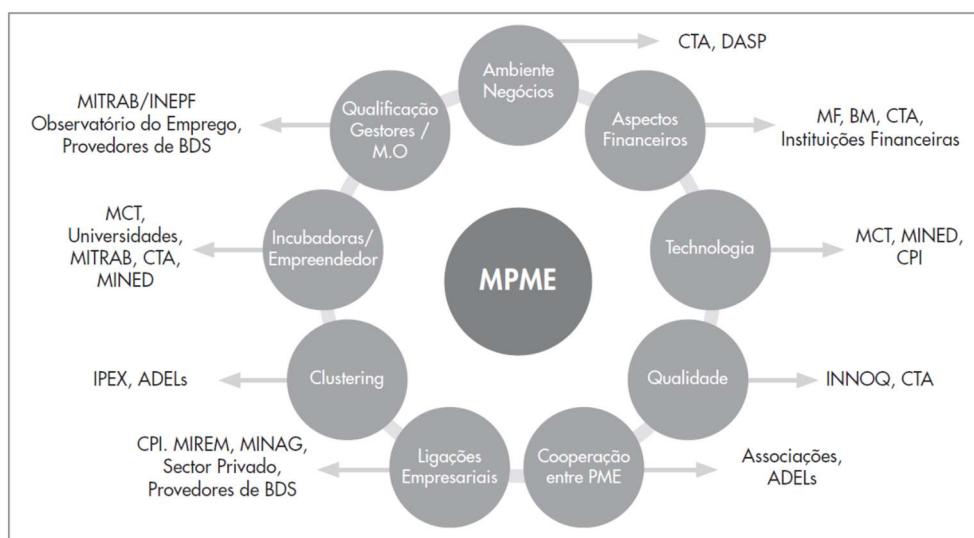 Ambiente
Negócios
CTA, DASP
Aspectos
Financeiros
MF, BM, CTA,
Instituições Financeiras
Technologia
MCT, MINED,
CPI
Qualidade
INNOQ, CTA
Cooperação
entre PME
Associações,
ADELs
Ligações
Empresariais
CPI. MIREM, MINAG,
Sector Privado,
Provedores de BDS
Clustering
IPEX, ADELs
Incubadoras/
Empreendedor
MCT,
Universidades,
MITRAB, CTA,
MINED
Qualificação
Gestores /
M.O
MITRAB/INEPF
Observatório do Emprego,
Provedores de BDS
MPME